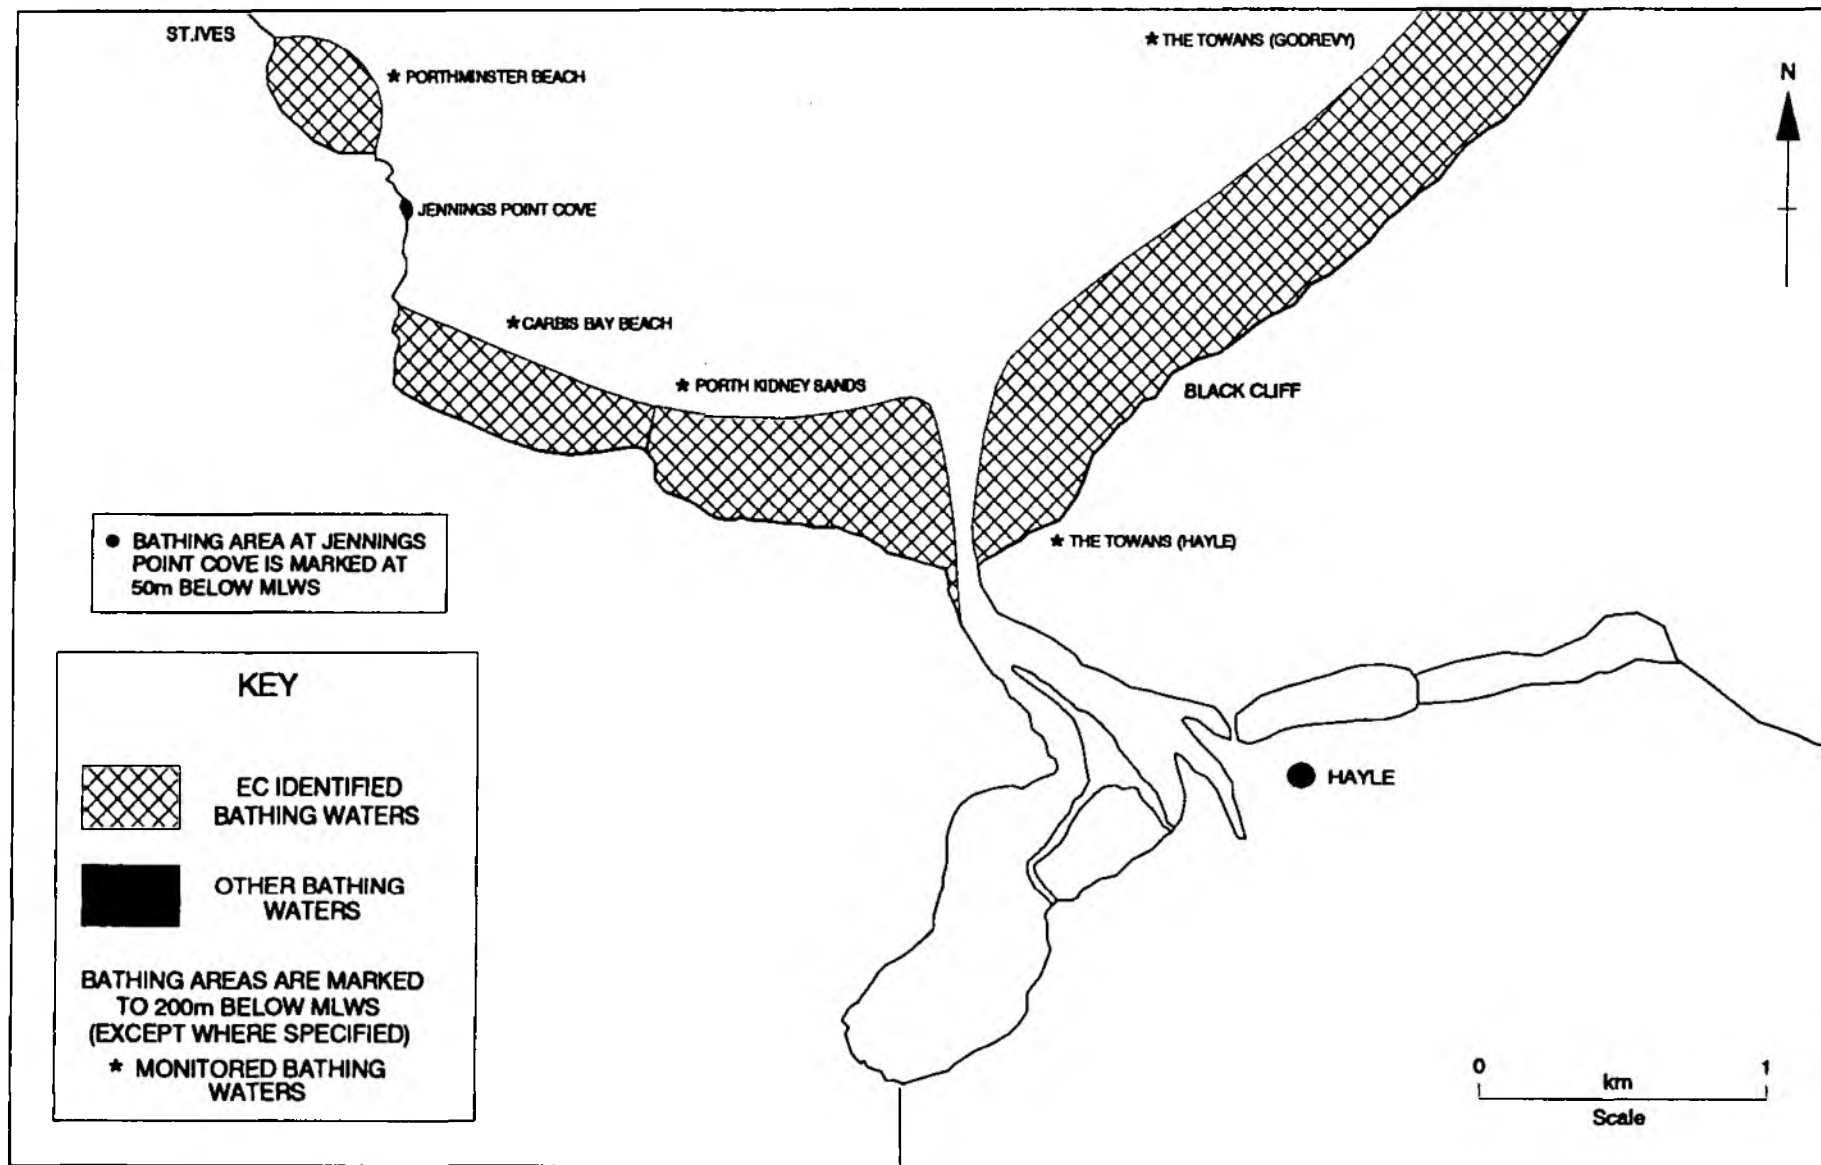 ST.IVES
* PORTHMINSTER BEACH
* THE TOWANS (GODREVY)
N
JENNINGS POINT COVE
* CARBIS BAY BEACH
* PORTH KIDNEY SANDS
BLACK CLIFF
* THE TOWANS (HAYLE)
● BATHING AREA AT JENNINGS
POINT COVE IS MARKED AT
50m BELOW MLWS
HAYLE
KEY
EC IDENTIFIED
BATHING WATERS
OTHER BATHING
WATERS
BATHING AREAS ARE MARKED
TO 200m BELOW MLWS
(EXCEPT WHERE SPECIFIED)
* MONITORED BATHING
WATERS
0 1
km
Scale